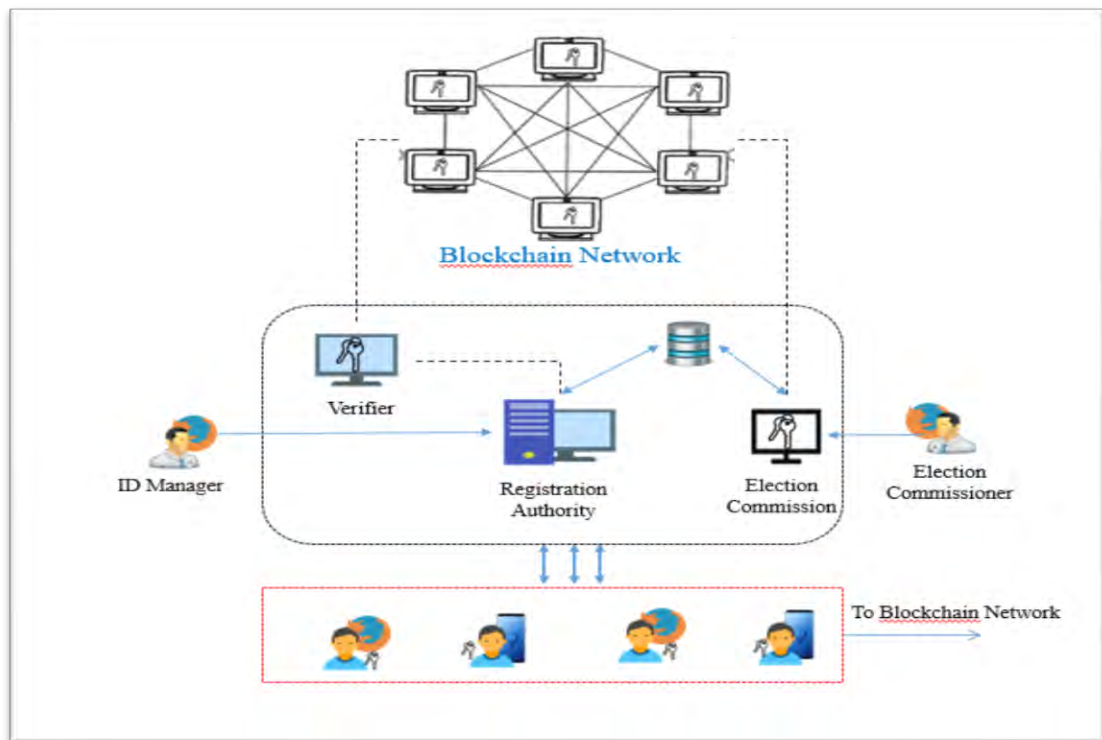 Blockchain Network
Verifier
ID Manager
Registration
Authority
Election
Commission
Election
Commissioner
To Blockchain Network